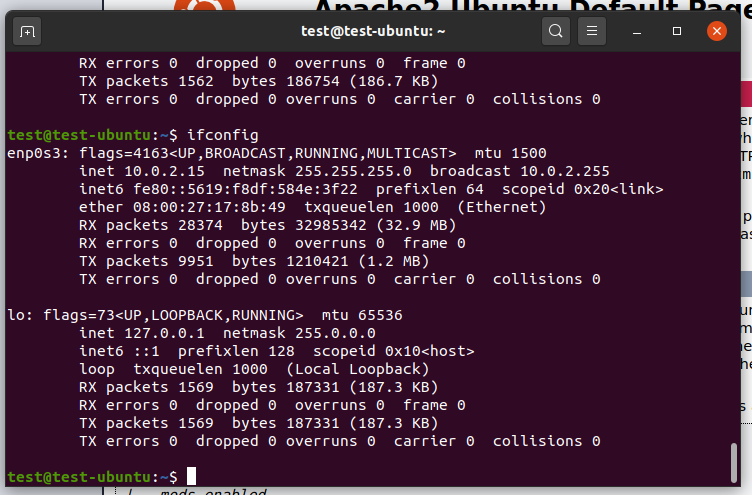 Apache2 Ubuntu Default Page
test@test-ubuntu: ~
RX errors 0  dropped 0  overruns 0  frame 0
TX packets 1562  bytes 186754 (186.7 KB)
TX errors 0  dropped 0 overruns 0  carrier 0  collisions 0
test@test-ubuntu:~$ ifconfig
enp0s3: flags=4163<UP,BROADCAST,RUNNING,MULTICAST>  mtu 1500
inet 10.0.2.15  netmask 255.255.255.0  broadcast 10.0.2.255
inet6 fe80::5619:f8df:584e:3f22  prefixlen 64  scopeid 0x20<link>
ether 08:00:27:17:8b:49  txqueuelen 1000  (Ethernet)
RX packets 28374  bytes 32985342 (32.9 MB)
RX errors 0  dropped 0  overruns 0  frame 0
TX packets 9951  bytes 1210421 (1.2 MB)
TX errors 0  dropped 0 overruns 0  carrier 0  collisions 0
lo: flags=73<UP,LOOPBACK,RUNNING>  mtu 65536
inet 127.0.0.1  netmask 255.0.0.0
inet6 ::1  prefixlen 128  scopeid 0x10<host>
loop  txqueuelen 1000  (Local Loopback)
RX packets 1569  bytes 187331 (187.3 KB)
RX errors 0  dropped 0  overruns 0  frame 0
TX packets 1569  bytes 187331 (187.3 KB)
TX errors 0  dropped 0 overruns 0  carrier 0  collisions 0
test@test-ubuntu:~$
mods-enabled